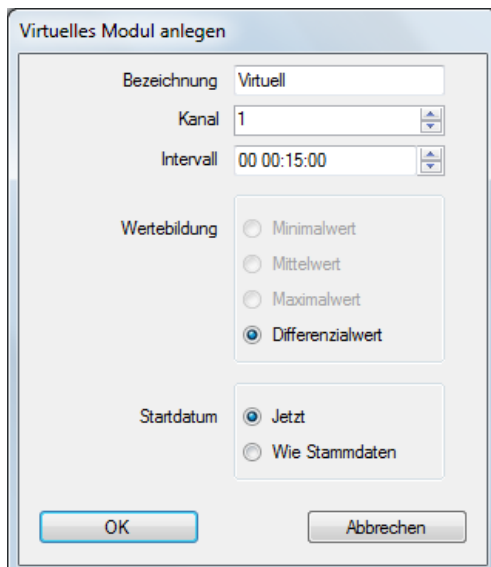 Virtuelles Modul anlegen
Bezeichnung Virtuell
Kanal 1
Intervall 00 00:15:00
Wertebildung Minimalwert
Mittelwert
Maximalwert
Differenzialwert
Startdatum Jetzt
Wie Stammdaten
OK Abbrechen